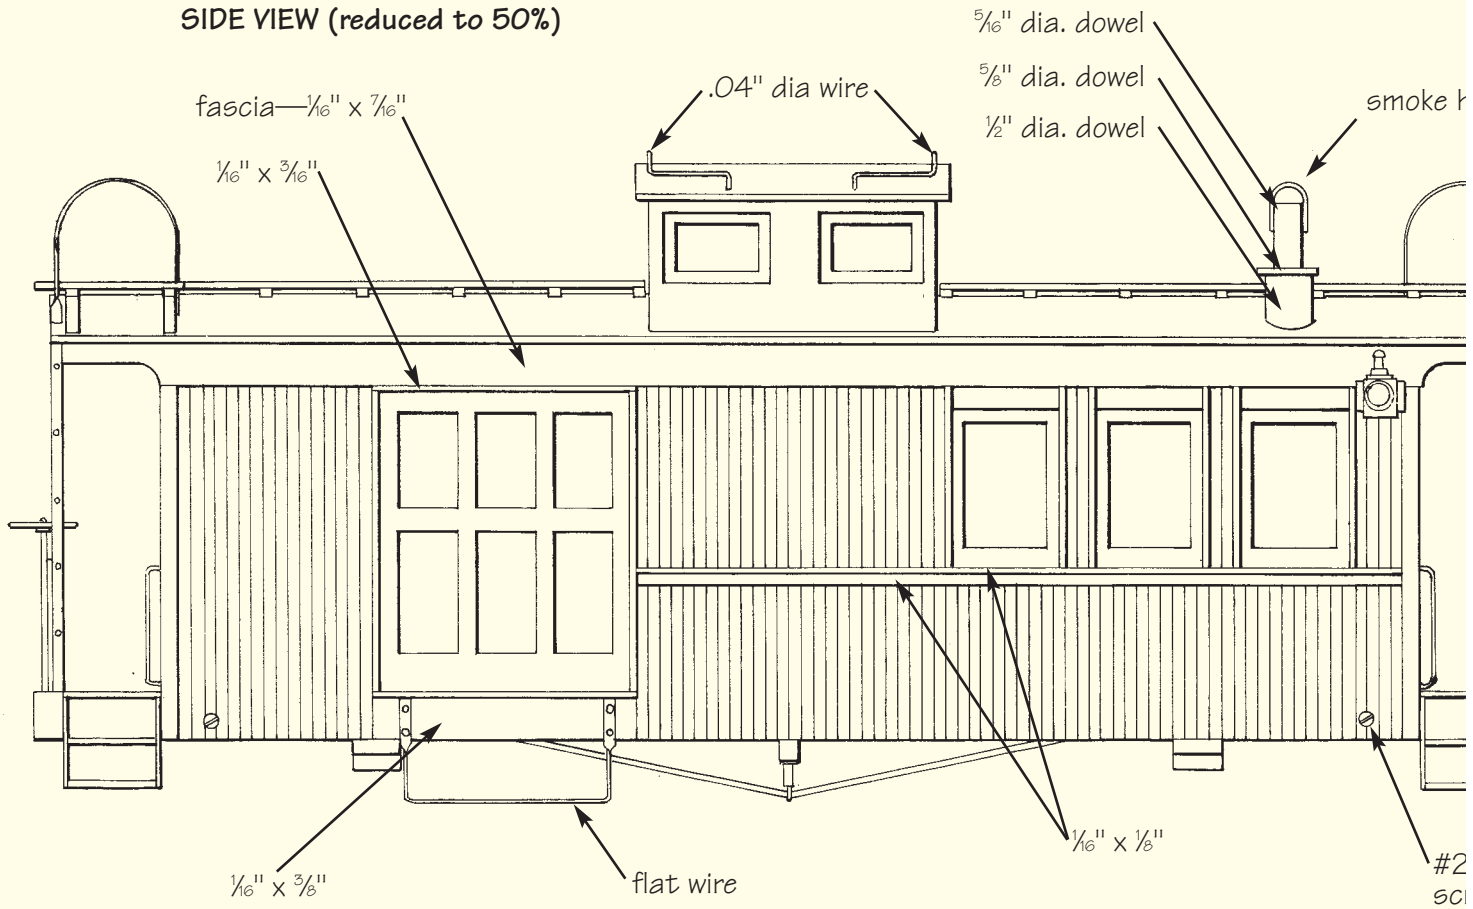 SIDE VIEW (reduced to 50%)
5/16" dia. dowel
5/8" dia. dowel
1/2" dia. dowel
.04" dia wire
smoke
fascia—1/16" x 7/16"
1/16" x 3/16"
1/16" x 1/8"
1/16" x 3/8"
flat wire
#2